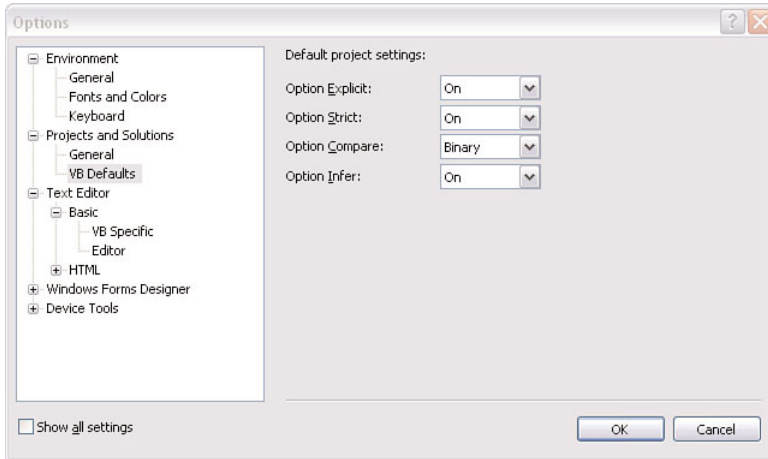 Options
Environment
General
Fonts and Colors
Keyboard
Projects and Solutions
General
VB Defaults
Text Editor
Basic
VB Specific
Editor
HTML
Windows Forms Designer
Device Tools
Default project settings:
Option Explicit: On
Option Strict: On
Option Compare: Binary
Option Infer: On
Show all settings
OK Cancel